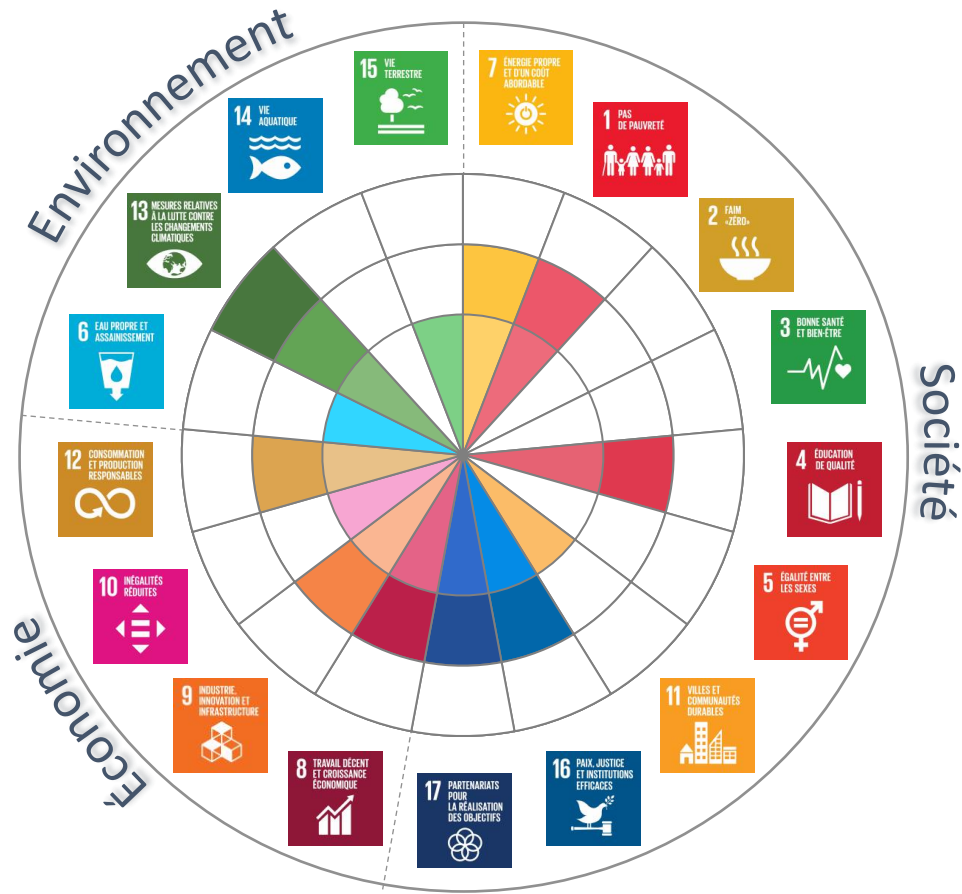 Environnement
15 VIE
TERRESTRE
7 ÉNERGIE PROPRE
ET D'UN COÛT
ABORDABLE
14 VIE
AQUATIQUE
1 PAS
DE PAUVRETÉ
13 MESURES RELATIVES
À LA LUTTE CONTRE
LES CHANGEMENTS
CLIMATIQUES
2 FAIM
«ZÉRO»
6 EAU PROPRE ET
ASSAINISSEMENT
3 BONNE SANTÉ
ET BIEN-ÊTRE
Société
12 CONSOMMATION
ET PRODUCTION
RESPONSABLES
4 ÉDUCATION
DE QUALITÉ
10 INÉGALITÉS
RÉDUITES
5 ÉGALITÉ ENTRE
LES SEXES
Économie
9 INDUSTRIE,
INNOVATION ET
INFRASTRUCTURE
11 VILLES ET
COMMUNAUTÉS
DURABLES
8 TRAVAIL DÉCENT
ET CROISSANCE
ÉCONOMIQUE
17 PARTENARIATS
POUR
LA RÉALISATION
DES OBJECTIFS
16 PAIX, JUSTICE
ET INSTITUTIONS
EFFICACES